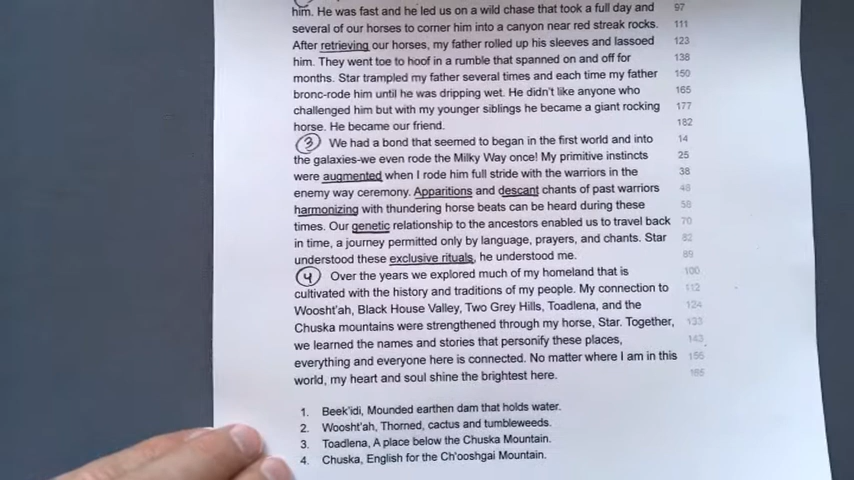 him. He was fast and he led us on a wild chase that took a full day and 97
several of our horses to corner him into a canyon near red streak rocks. 111
After retrieving our horses, my father rolled up his sleeves and lassoed 123
him. They went toe to hoof in a rumble that spanned on and off for 138
months. Star trampled my father several times and each time my father 150
bronc-rode him until he was dripping wet. He didn't like anyone who 165
challenged him but with my younger siblings he became a giant rocking 177
horse. He became our friend. 182
3 We had a bond that seemed to began in the first world and into 14
the galaxies-we even rode the Milky Way once! My primitive instincts 25
were augmented when I rode him full stride with the warriors in the 38
enemy way ceremony. Apparitions and descant chants of past warriors 48
harmonizing with thundering horse beats can be heard during these 58
times. Our genetic relationship to the ancestors enabled us to travel back 70
in time, a journey permitted only by language, prayers, and chants. Star 82
understood these exclusive rituals, he understood me. 89
4 Over the years we explored much of my homeland that is 100
cultivated with the history and traditions of my people. My connection to 112
Woosht'ah, Black House Valley, Two Grey Hills, Toadlena, and the 124
Chuska mountains were strengthened through my horse, Star. Together, 133
we learned the names and stories that personify these places, 143
everything and everyone here is connected. No matter where I am in this 156
world, my heart and soul shine the brightest here. 165
1. Beek'idi, Mounded earthen dam that holds water.
2. Woosht'ah, Thorned, cactus and tumbleweeds.
3. Toadlena, A place below the Chuska Mountain.
4. Chuska, English for the Ch'ooshgai Mountain.